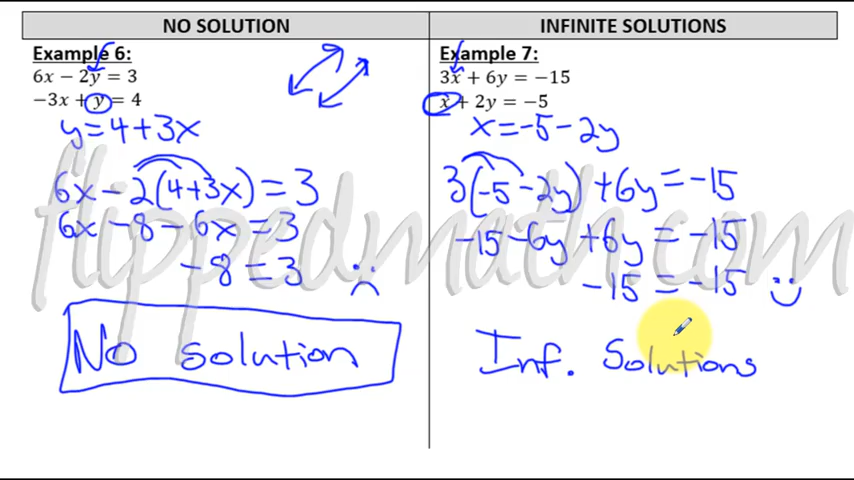 NO SOLUTION
Example 6:
6x − 2y = 3
−3x + y = 4
y = 4 + 3x
6x − 2(4+3x) = 3
6x − 8 − 6x = 3
−8 = 3
No solution
INFINITE SOLUTIONS
Example 7:
3x + 6y = −15
x + 2y = −5
x = −5 − 2y
3(−5 − 2y) + 6y = −15
−15 − 6y + 6y = −15
−15 = −15
Inf. Solutions
flippedmath.com